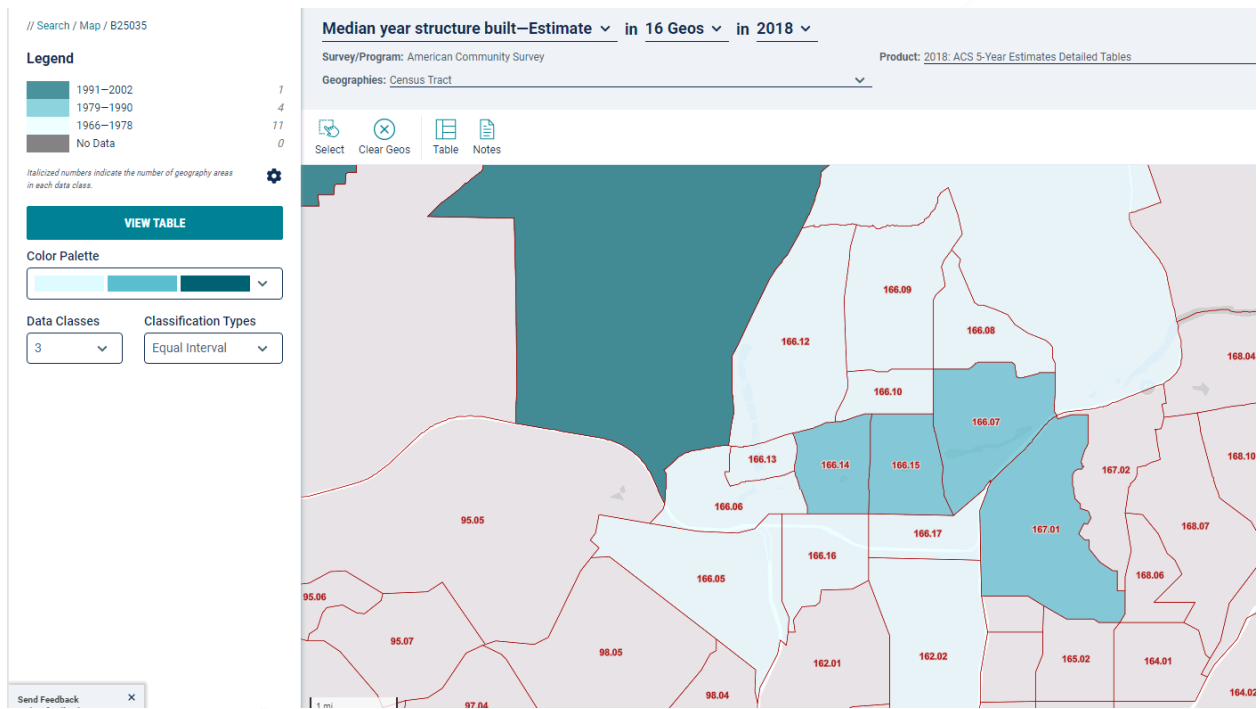 // Search / Map / B25035
Legend
1991–2002 1
1979–1990 4
1966–1978 11
No Data 0
Italicized numbers indicate the number of geography areas
in each data class.
VIEW TABLE
Color Palette
Data Classes Classification Types
3 Equal Interval
Send Feedback ×
Median year structure built—Estimate in 16 Geos in 2018
Survey/Program: American Community Survey Product: 2018: ACS 5-Year Estimates Detailed Tables
Geographies: Census Tract
Select Clear Geos Table Notes
166.09
166.08
166.12
168.04
166.10
166.07
166.13 166.14 166.15
168.10
167.02
166.06
95.05
168.07
166.17 167.01
166.16
166.05
168.06
95.06
95.07
98.05
162.01 162.02 165.02 164.01
98.04 164.02
97.04
1 mi